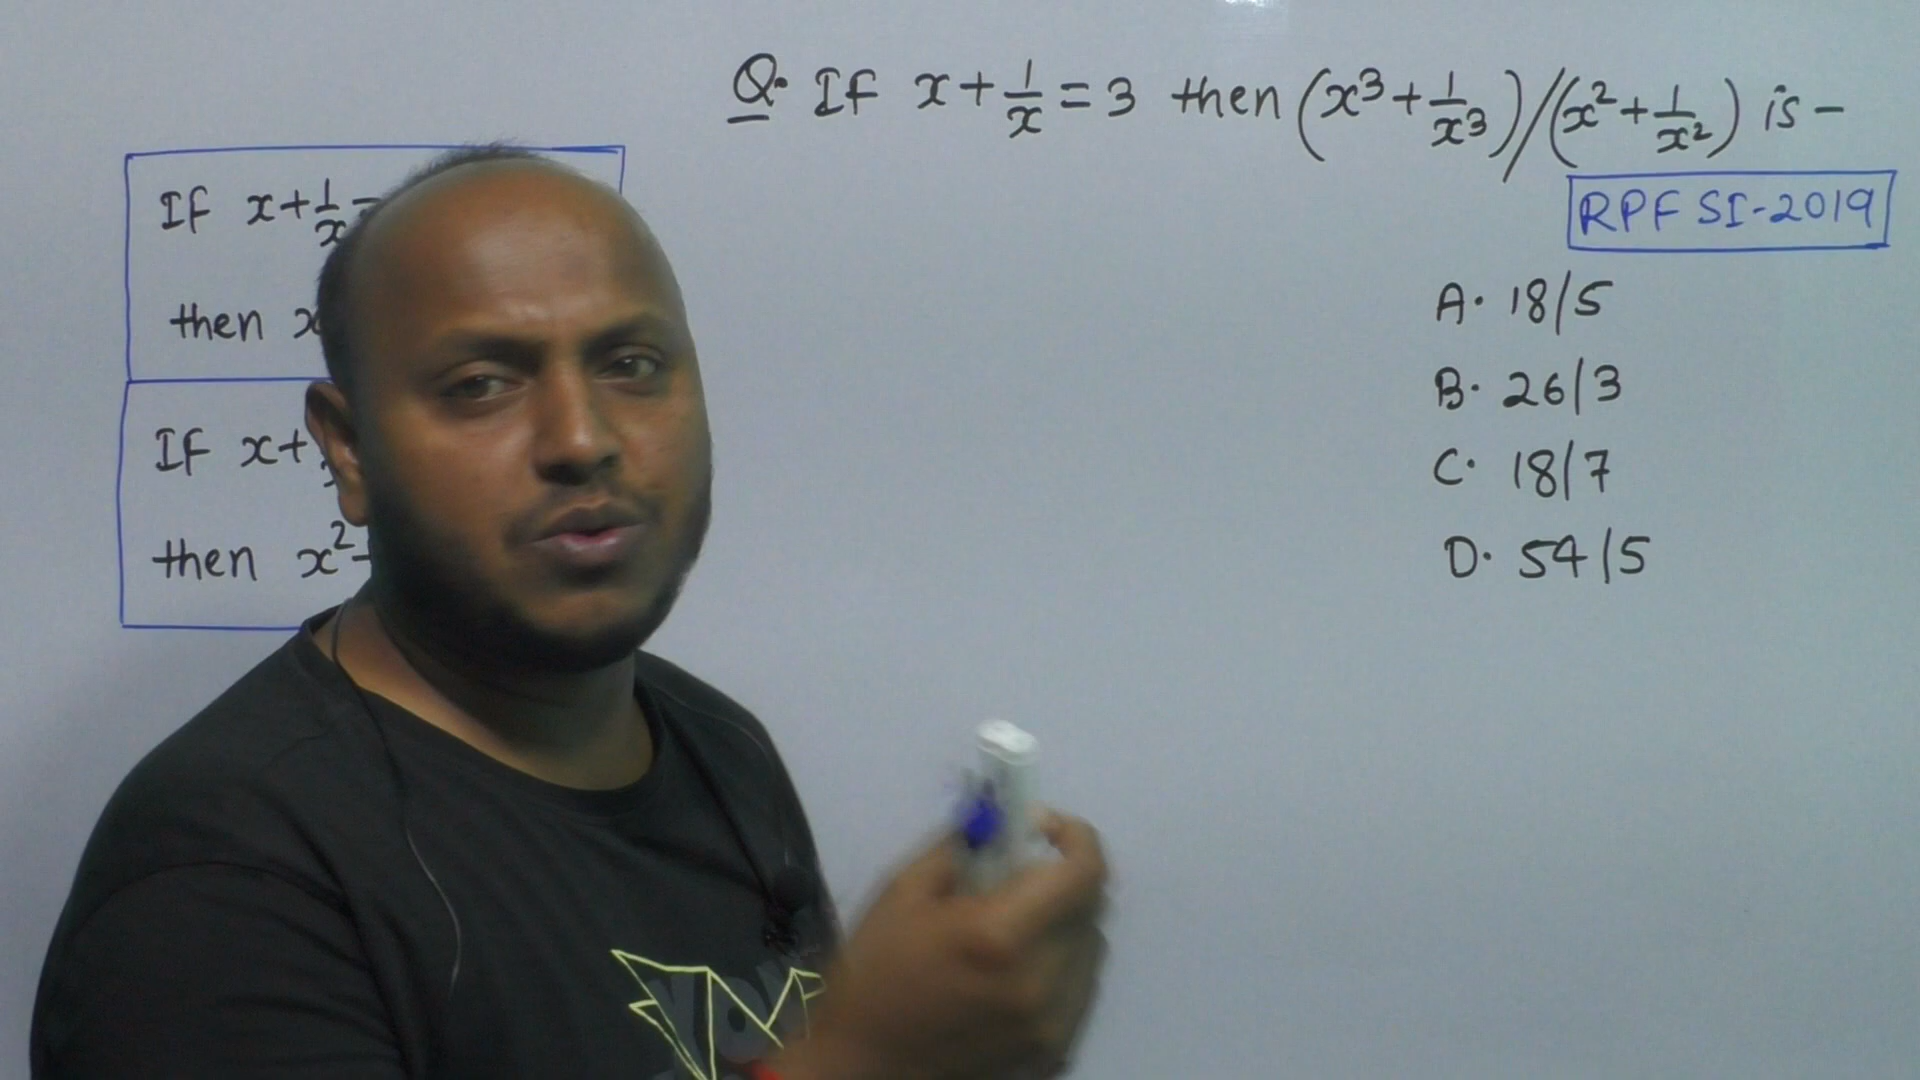 Q. If x + 1/x = 3 then (x³ + 1/x³)/(x² + 1/x²) is -
RPF SI-2019
If x + 1/x =
then x
If x +
then x² -
A. 18/5
B. 26/3
C. 18/7
D. 54/5